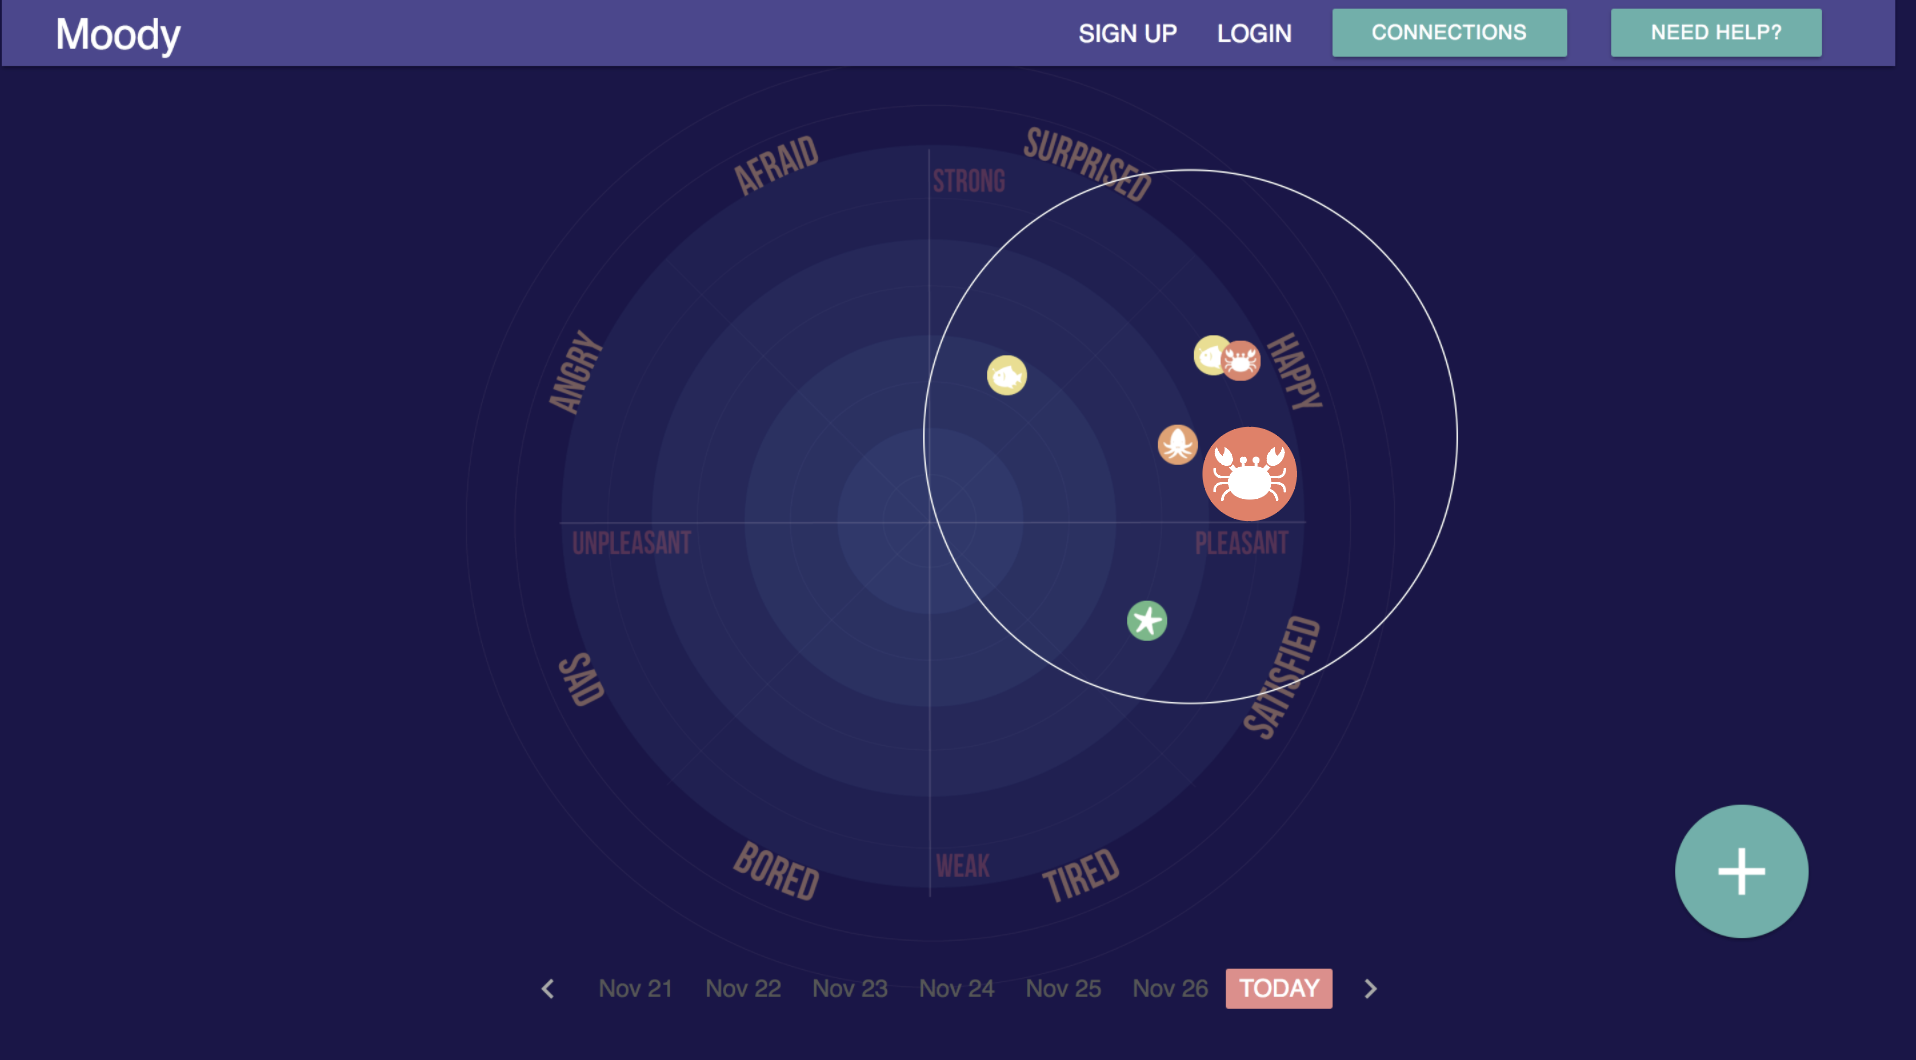 Moody
SIGN UP
LOGIN
CONNECTIONS
NEED HELP?
AFRAID
SURPRISED
STRONG
ANGRY
HAPPY
UNPLEASANT
PLEASANT
SAD
SATISFIED
BORED
WEAK
TIRED
Nov 21
Nov 22
Nov 23
Nov 24
Nov 25
Nov 26
TODAY